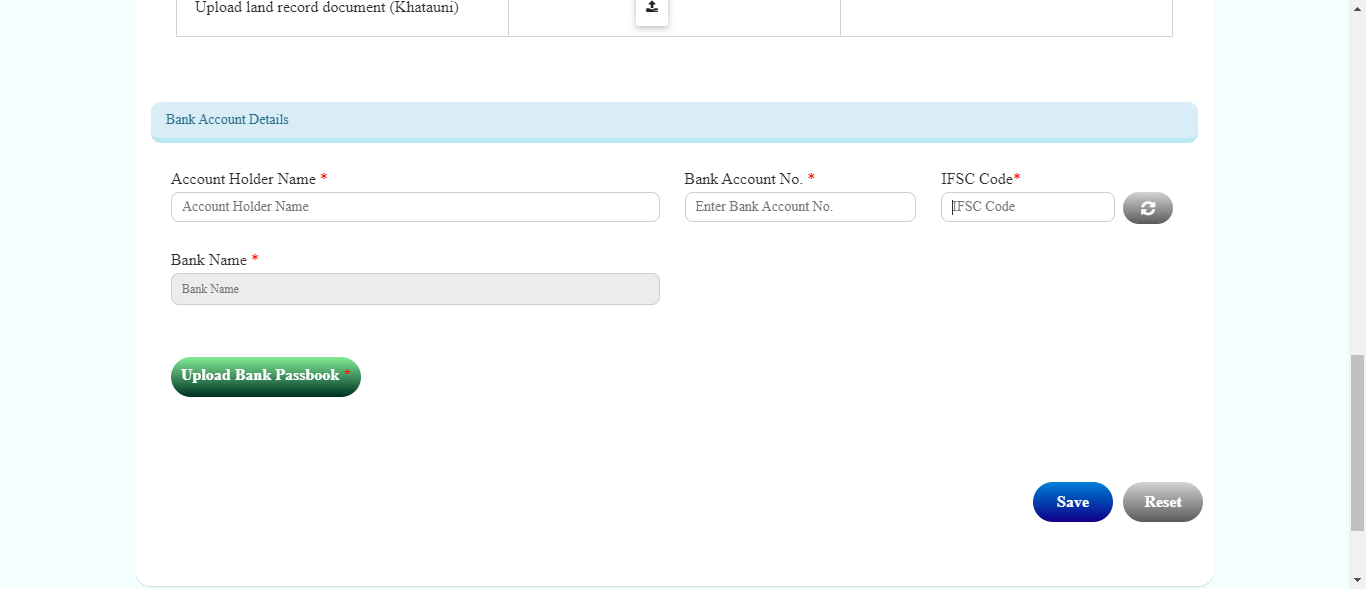 Upload land record document (Khatauni)
Bank Account Details
Account Holder Name * Bank Account No. * IFSC Code*
Account Holder Name Enter Bank Account No. IFSC Code
Bank Name *
Bank Name
Upload Bank Passbook *
Save Reset